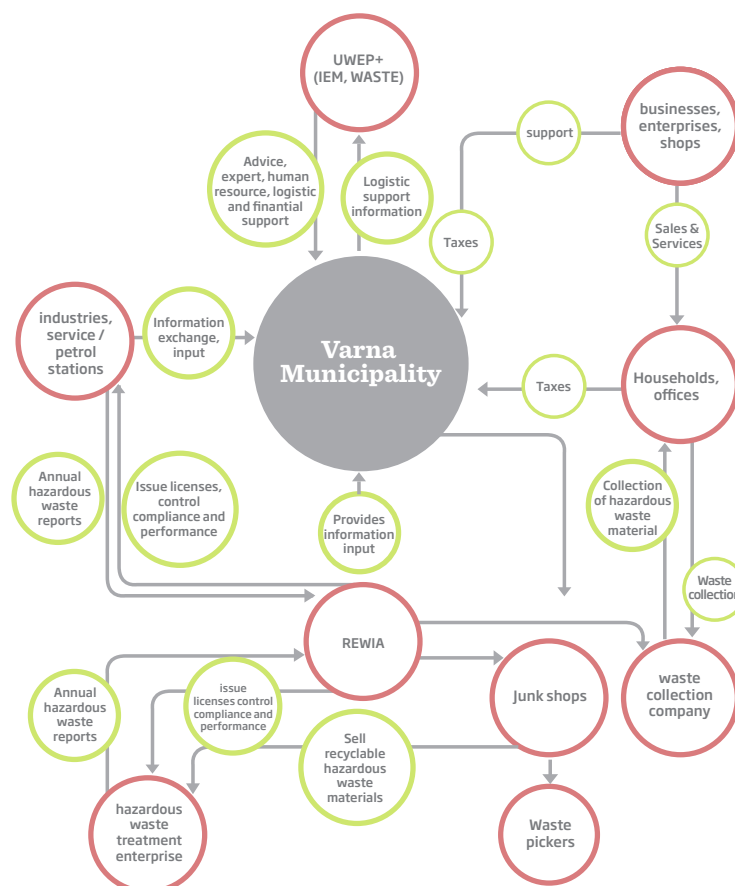 UWEP+
(IEM, WASTE)
businesses,
enterprises,
shops
support
Advice,
expert, human
resource, logistic
and finantial
support
Logistic
support
information
Taxes
Sales &
Services
industries,
service /
petrol
stations
Information
exchange,
input
Varna
Municipality
Taxes
Households,
offices
Annual
hazardous
waste
reports
Issue licenses,
control
compliance and
performance
Provides
information
input
Collection
of hazardous
waste
material
Waste
collection
REWIA
Annual
hazardous
waste
reports
issue
licenses control
compliance and
performance
Sell
recyclable
hazardous
waste
materials
Junk shops
waste
collection
company
hazardous
waste
treatment
enterprise
Waste
pickers